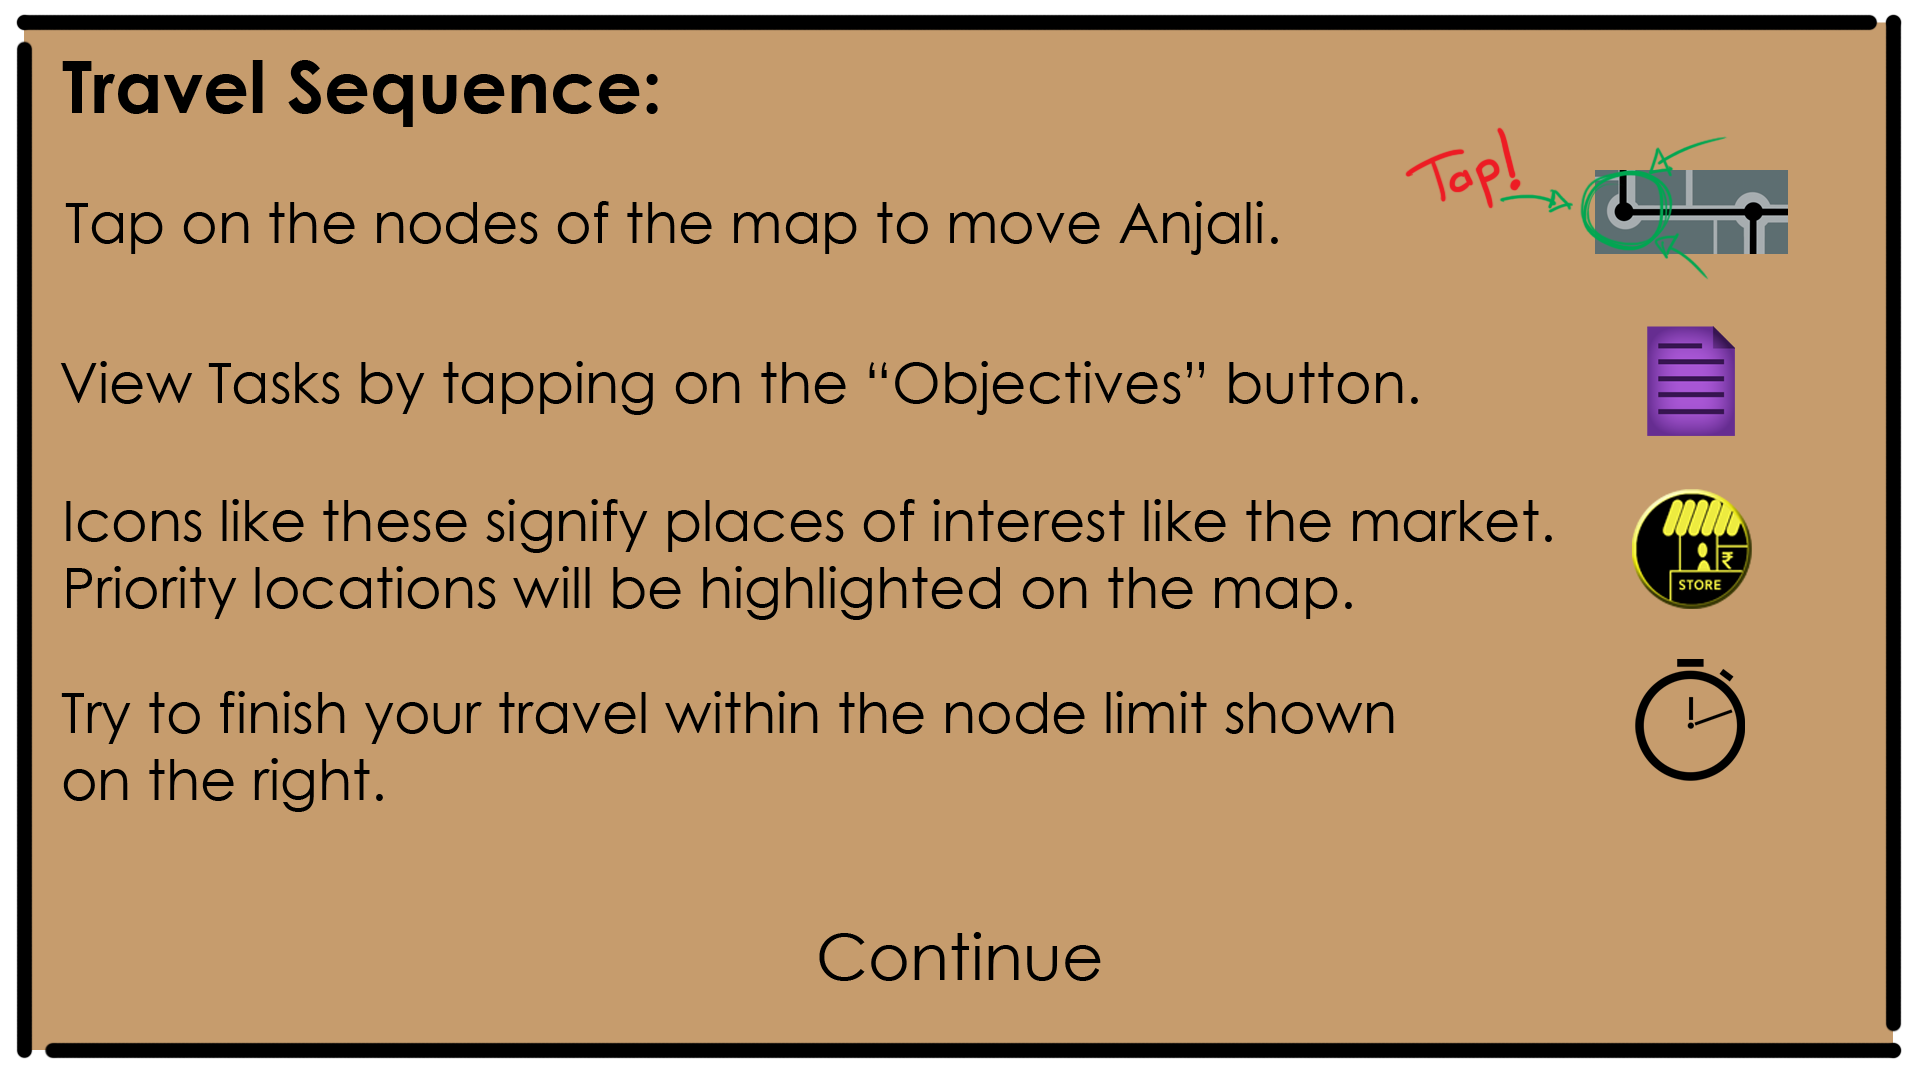 Travel Sequence:
Tap!
Tap on the nodes of the map to move Anjali.
View Tasks by tapping on the “Objectives” button.
Icons like these signify places of interest like the market.
Priority locations will be highlighted on the map.
₹
STORE
Try to finish your travel within the node limit shown
on the right.
Continue